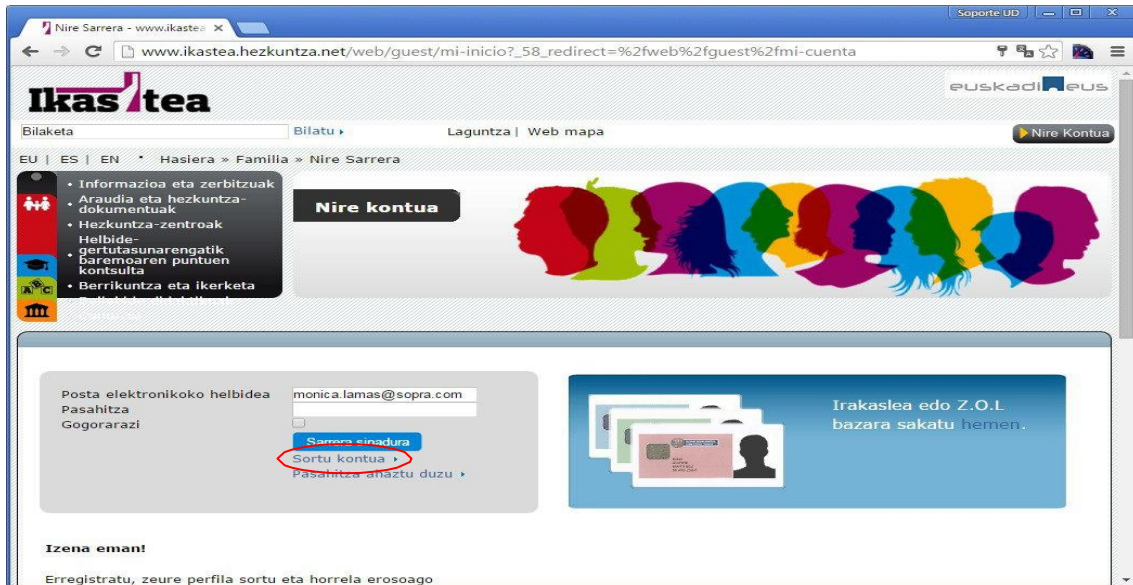 Soporte UD
Nire Sarrera - www.ikastea
www.ikastea.hezkuntza.net/web/guest/mi-inicio?_58_redirect=%2fweb%2fguest%2fmi-cuenta
Ikastea
euskadi.eus
Bilaketa
Bilatu
Laguntza | Web mapa
Nire Kontua
EU | ES | EN • Hasiera » Familia » Nire Sarrera
• Informazioa eta zerbitzuak
• Araudia eta hezkuntza-
dokumentuak
• Hezkuntza-zentroak
Helbide-
gertutasunarengatik
• baremoaren puntuen
kontsulta
• Berrikuntza eta ikerketa
Nire kontua
Posta elektronikoko helbidea
monica.lamas@sopra.com
Pasahitza
Gogorarazi
Sarrera sinadura
Sortu kontua
Pasahitza ahaztu duzu
Irakaslea edo Z.O.L
bazara sakatu hemen.
Izena eman!
Erregistratu, zeure perfila sortu eta horrela erosoago